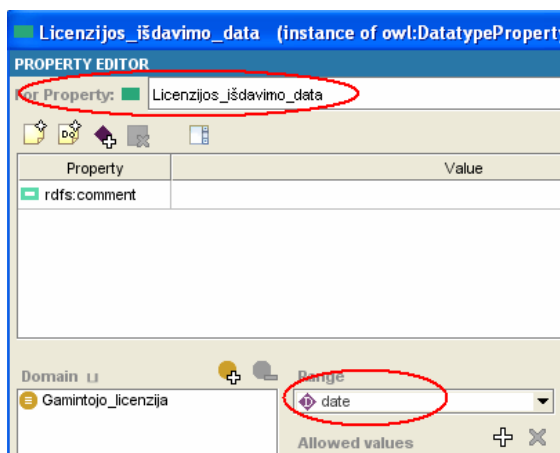 Licenzijos_išdavimo_data (instance of owl:DatatypePropert
PROPERTY EDITOR
For Property: Licenzijos_išdavimo_data
Property Value
rdfs:comment
Domain ⊔ Range
Gamintojo_licenzija date
Allowed values